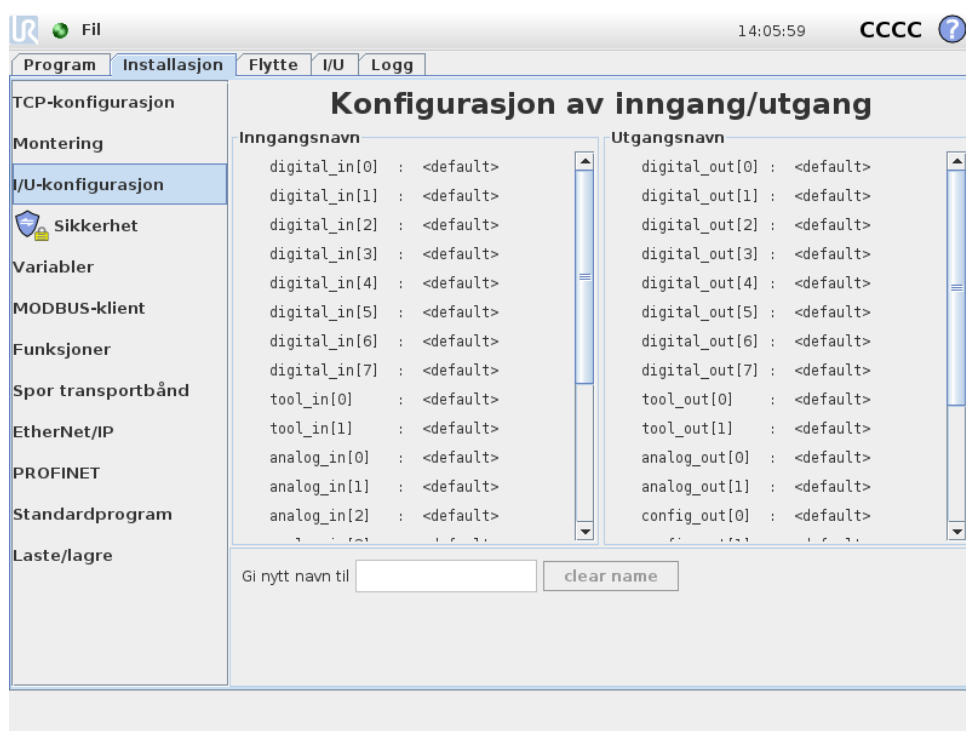 UR Fil 14:05:59 CCCC ?
Program Installasjon Flytte I/U Logg
TCP-konfigurasjon
Montering
I/U-konfigurasjon
Sikkerhet
Variabler
MODBUS-klient
Funksjoner
Spor transportbånd
EtherNet/IP
PROFINET
Standardprogram
Laste/lagre
Konfigurasjon av inngang/utgang
Inngangsnavn
digital_in[0] : <default>
digital_in[1] : <default>
digital_in[2] : <default>
digital_in[3] : <default>
digital_in[4] : <default>
digital_in[5] : <default>
digital_in[6] : <default>
digital_in[7] : <default>
tool_in[0] : <default>
tool_in[1] : <default>
analog_in[0] : <default>
analog_in[1] : <default>
analog_in[2] : <default>
Utgangsnavn
digital_out[0] : <default>
digital_out[1] : <default>
digital_out[2] : <default>
digital_out[3] : <default>
digital_out[4] : <default>
digital_out[5] : <default>
digital_out[6] : <default>
digital_out[7] : <default>
tool_out[0] : <default>
tool_out[1] : <default>
analog_out[0] : <default>
analog_out[1] : <default>
config_out[0] : <default>
Gi nytt navn til clear name